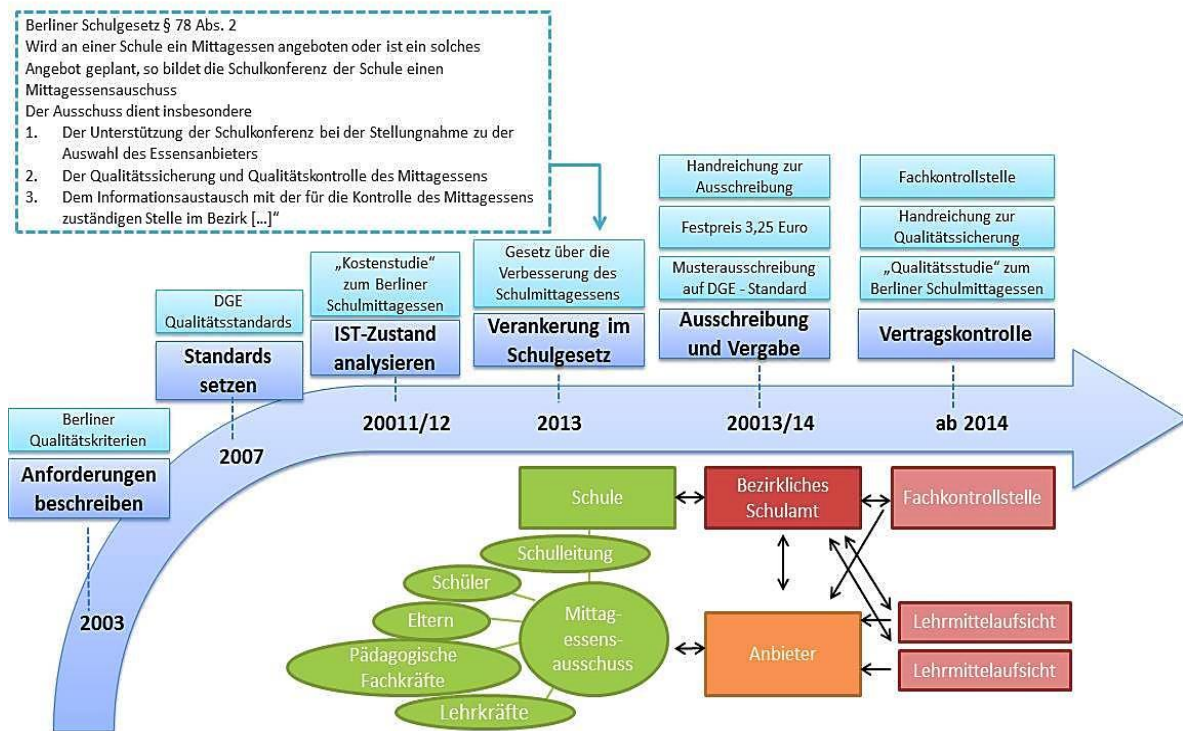 Berliner Schulgesetz § 78 Abs. 2
Wird an einer Schule ein Mittagessen angeboten oder ist ein solches
Angebot geplant, so bildet die Schulkonferenz der Schule einen
Mittagessensauschuss
Der Ausschuss dient insbesondere
1. Der Unterstützung der Schulkonferenz bei der Stellungnahme zu der
Auswahl des Essensanbieters
2. Der Qualitätssicherung und Qualitätskontrolle des Mittagessens
3. Dem Informationsaustausch mit der für die Kontrolle des Mittagessens
zuständigen Stelle im Bezirk [...]“
Berliner
Qualitätskriterien
Anforderungen
beschreiben
2003
DGE
Qualitätsstandards
Standards
setzen
2007
„Kostenstudie“
zum Berliner
Schulmittagessen
IST-Zustand
analysieren
20011/12
Gesetz über die
Verbesserung des
Schulmittagessens
Verankerung im
Schulgesetz
2013
Handreichung zur
Ausschreibung
Festpreis 3,25 Euro
Musterausschreibung
auf DGE - Standard
Ausschreibung
und Vergabe
20013/14
Fachkontrollstelle
Handreichung zur
Qualitätssicherung
„Qualitätsstudie“ zum
Berliner Schulmittagessen
Vertragskontrolle
ab 2014
Schule
Bezirkliches
Schulamt
Fachkontrollstelle
Schulleitung
Schüler
Eltern
Pädagogische
Fachkräfte
Lehrkräfte
Mittag-
essens-
ausschuss
Anbieter
Lehrmittelaufsicht
Lehrmittelaufsicht